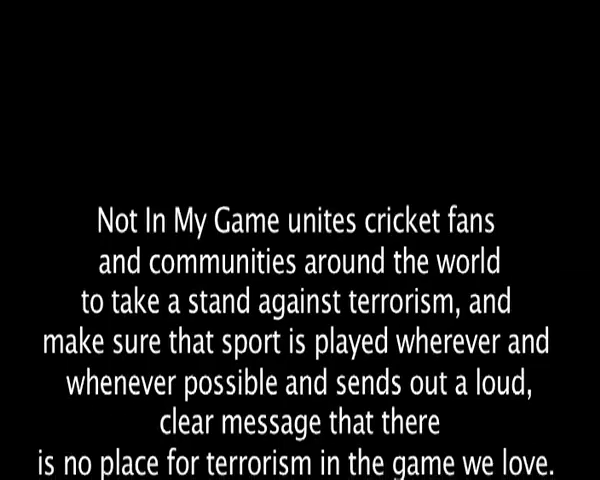 Not In My Game unites cricket fans
and communities around the world
to take a stand against terrorism, and
make sure that sport is played wherever and
whenever possible and sends out a loud,
clear message that there
is no place for terrorism in the game we love.